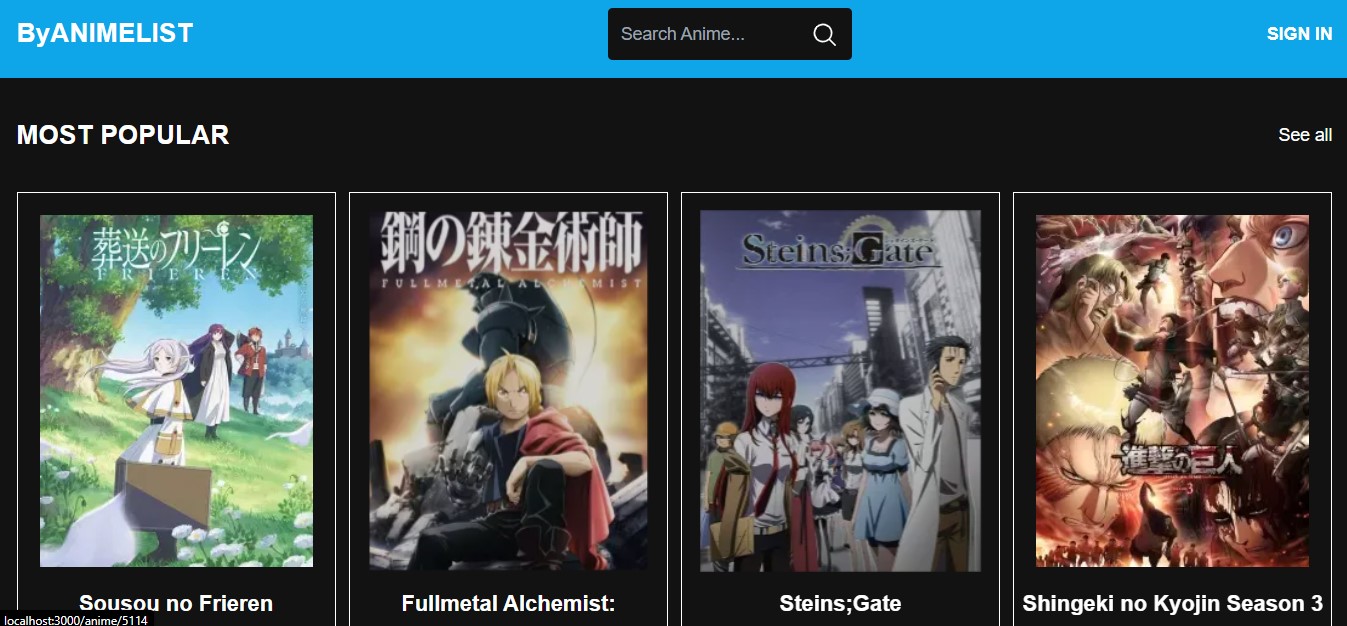 ByANIMELIST
Search Anime...
SIGN IN
MOST POPULAR
See all
葬送のフリーレン
FRIEREN
鋼の錬金術師
FULLMETAL ALCHEMIST
Steins;Gate
進撃の巨人
3
Sousou no Frieren
Fullmetal Alchemist:
Steins;Gate
Shingeki no Kyojin Season 3
localhost:3000/anime/5114